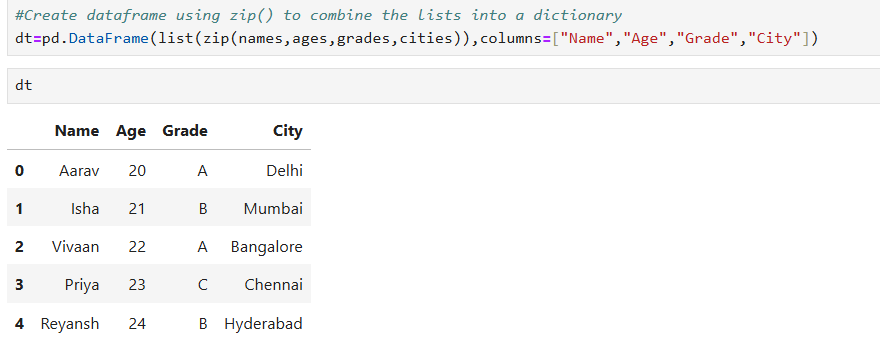 #Create dataframe using zip() to combine the lists into a dictionary
dt=pd.DataFrame(list(zip(names,ages,grades,cities)),columns=["Name","Age","Grade","City"])
dt
Name Age Grade City
0 Aarav 20 A Delhi
1 Isha 21 B Mumbai
2 Vivaan 22 A Bangalore
3 Priya 23 C Chennai
4 Reyansh 24 B Hyderabad